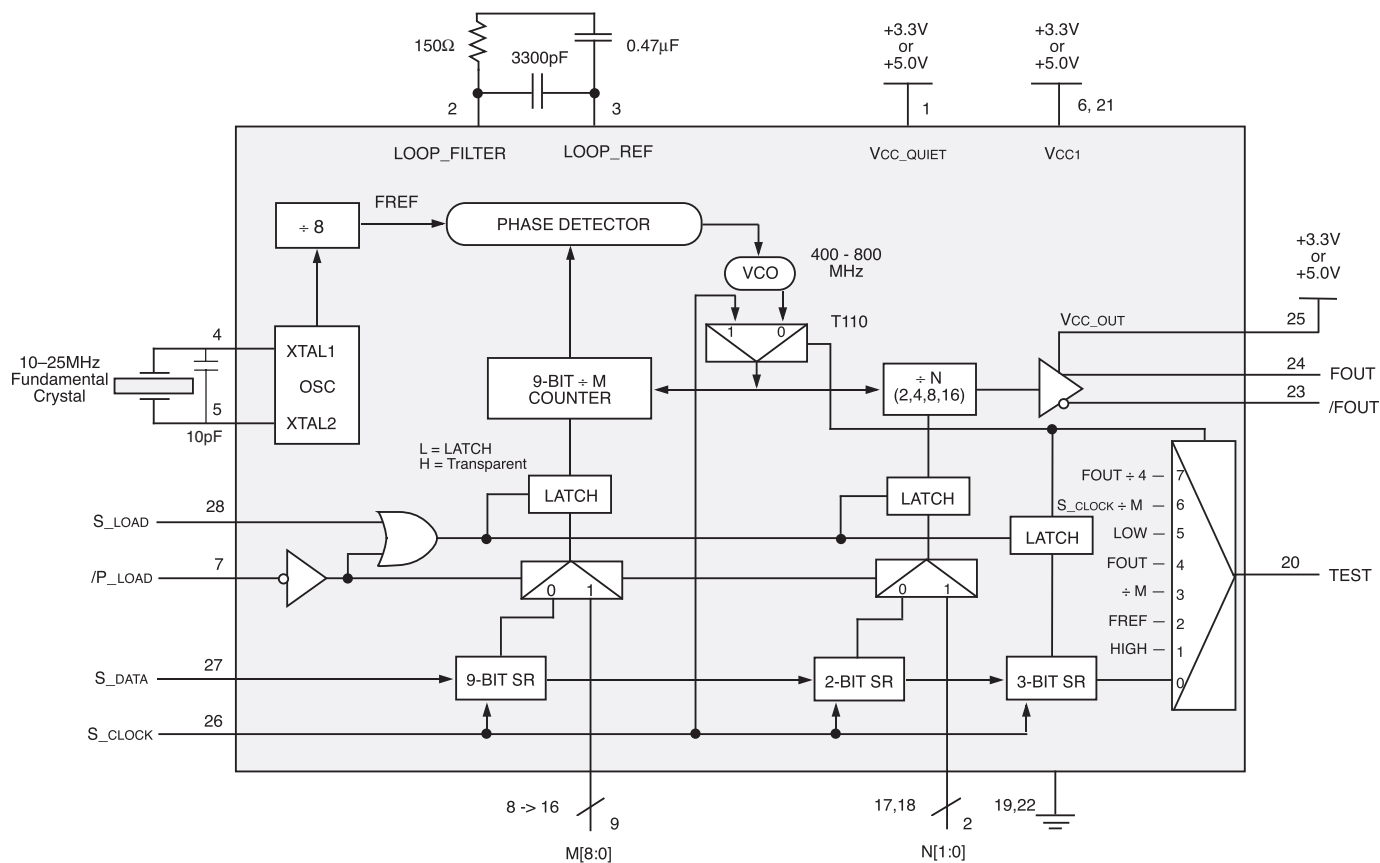 150Ω
3300pF
0.47µF
2
3
+3.3V
or
+5.0V
1
+3.3V
or
+5.0V
6, 21
LOOP_FILTER
LOOP_REF
VCC_QUIET
VCC1
÷ 8
FREF
PHASE DETECTOR
VCO
400 - 800
MHz
1
0
T110
+3.3V
or
+5.0V
VCC_OUT
25
24
FOUT
23
/FOUT
10–25MHz
Fundamental
Crystal
4
5
10pF
XTAL1
OSC
XTAL2
9-BIT ÷ M
COUNTER
÷ N
(2,4,8,16)
L = LATCH
H = Transparent
LATCH
LATCH
LATCH
S_LOAD
28
/P_LOAD
7
0
1
0
1
FOUT ÷ 4
7
S_CLOCK ÷ M
6
LOW
5
FOUT
4
÷ M
3
FREF
2
HIGH
1
0
20
TEST
S_DATA
27
9-BIT SR
2-BIT SR
3-BIT SR
S_CLOCK
26
8 -> 16
9
M[8:0]
17,18
2
N[1:0]
19,22